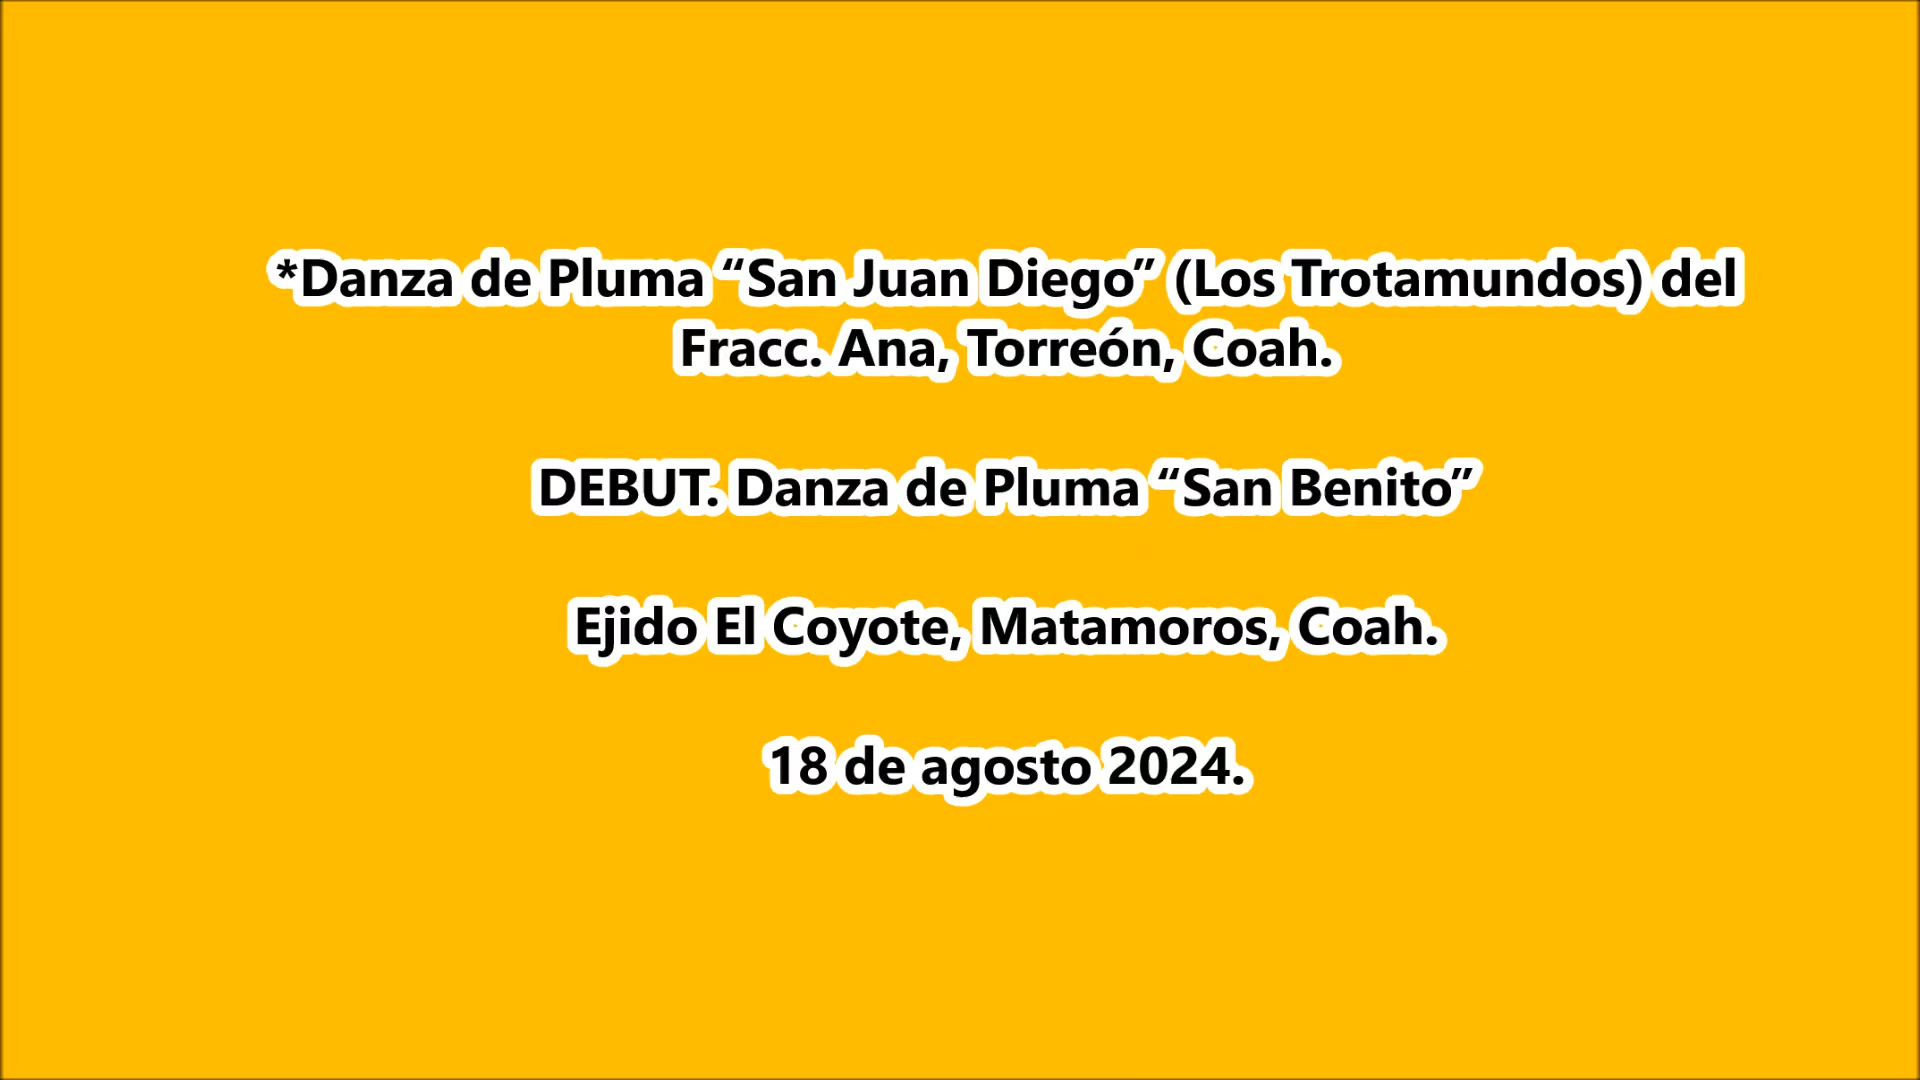 *Danza de Pluma “San Juan Diego” (Los Trotamundos) del
Fracc. Ana, Torreón, Coah.
DEBUT. Danza de Pluma “San Benito”
Ejido El Coyote, Matamoros, Coah.
18 de agosto 2024.